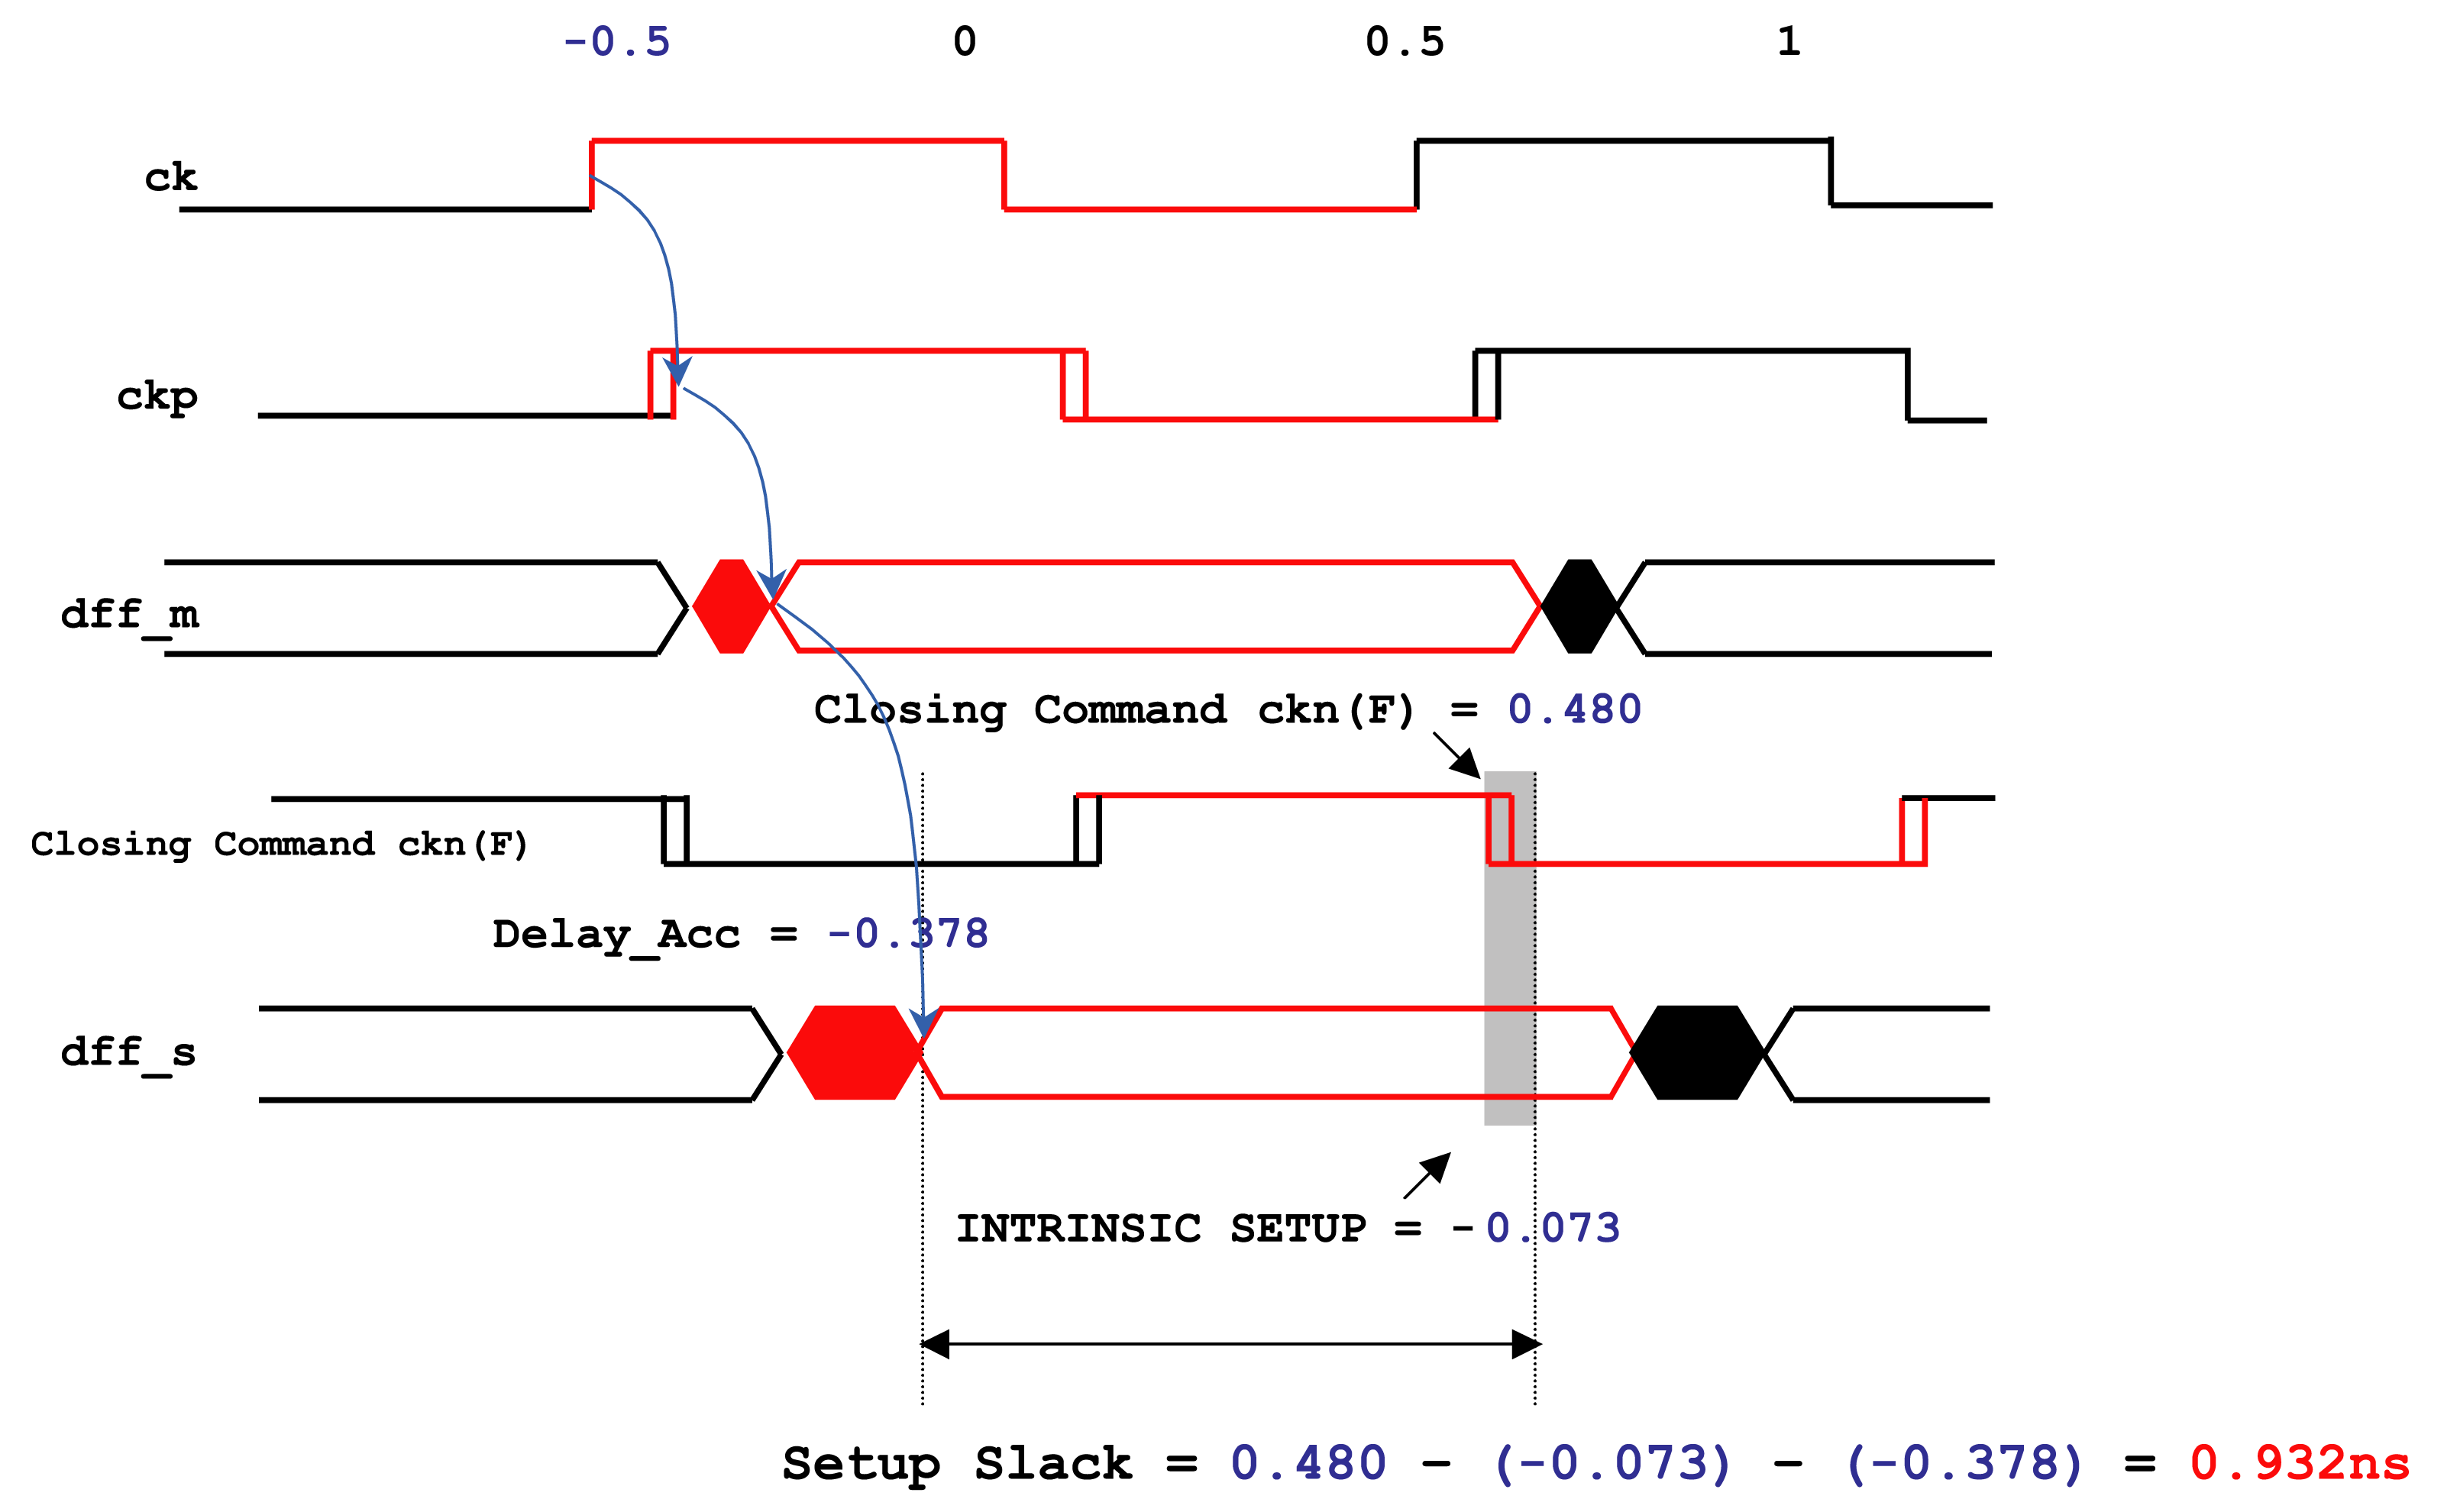 -0.5 0 0.5 1
ck
ckp
dff_m
Closing Command ckn(F) = 0.480
Closing Command ckn(F)
Delay_Acc = -0.378
dff_s
INTRINSIC SETUP = -0.073
Setup Slack = 0.480 - (-0.073) - (-0.378) = 0.932ns